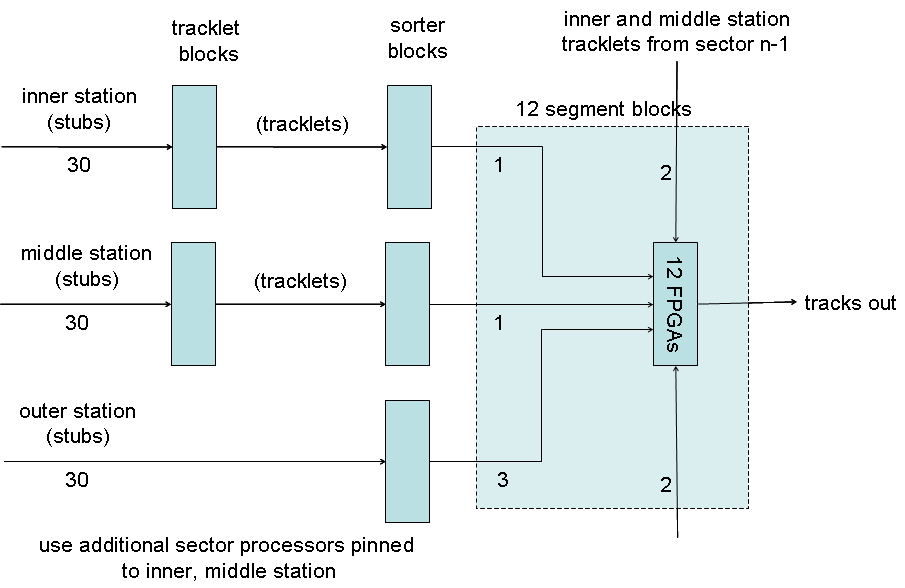 tracklet
blocks
sorter
blocks
inner and middle station
tracklets from sector n-1
inner station
(stubs)
30
(tracklets)
12 segment blocks
1
2
middle station
(stubs)
30
(tracklets)
1
12 FPGAs
tracks out
outer station
(stubs)
30
3
2
use additional sector processors pinned
to inner, middle station